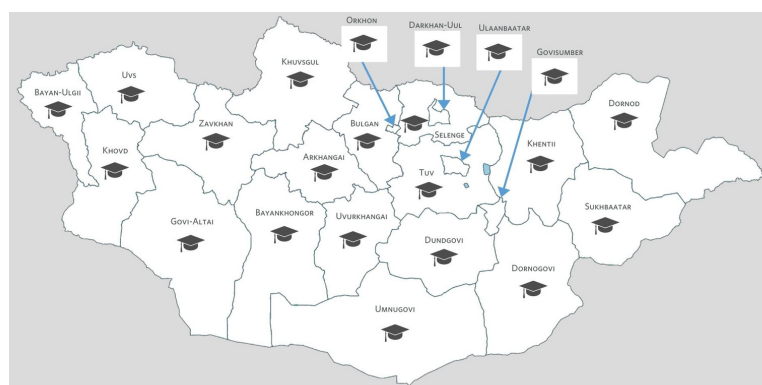 ORKHON
DARKHAN-UUL
ULAANBAATAR
GOVISUMBER
KHUVSGUL
UVS
BAYAN-ULGII
DORNOD
ZAVKHAN
BULGAN
SELENGE
KHOVD
ARKHANGAI
TUV
KHENTII
SUKHBAATAR
GOVI-ALTAI
BAYANKHONGOR
UVURKHANGAI
DUNDGOVI
DORNOGOVI
UMNUGOVI